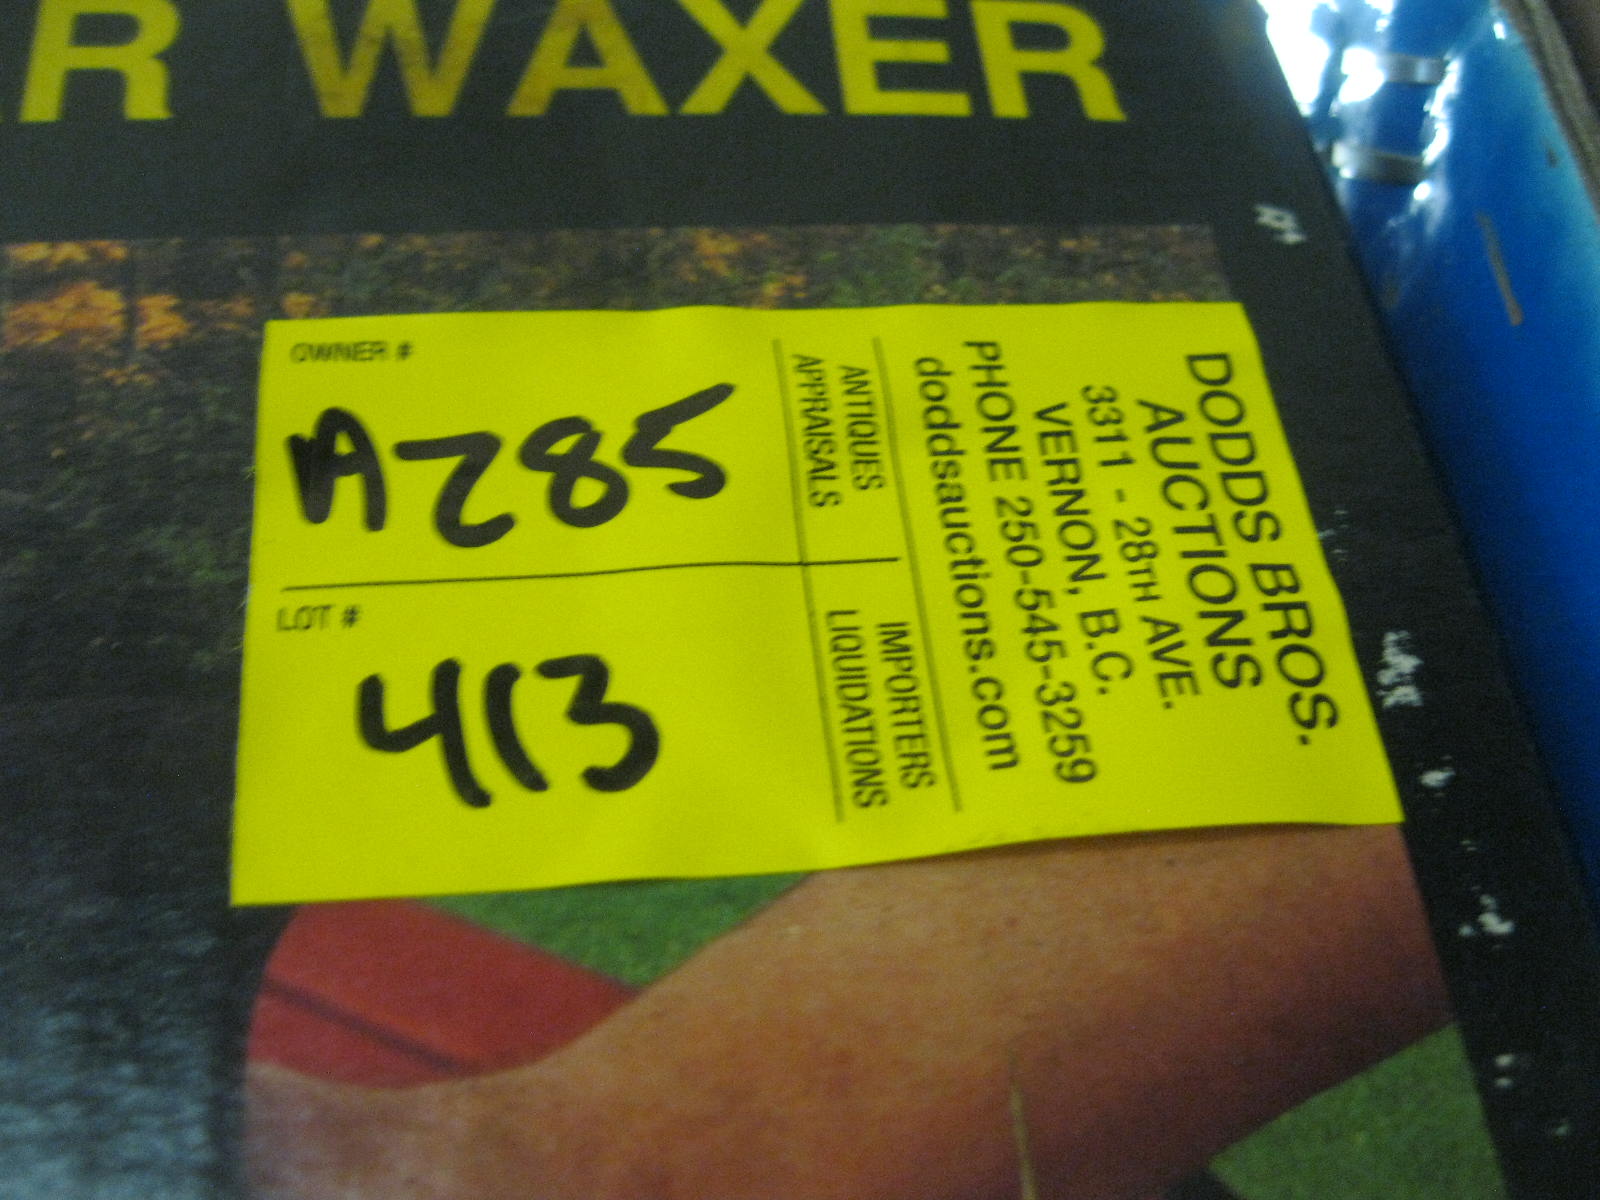 R WAXER
OWNER #
A285
LOT #
413
ANTIQUES
APPRAISALS
IMPORTERS
LIQUIDATIONS
DODDS BROS.
AUCTIONS
3311 - 28TH AVE.
VERNON, B.C.
PHONE 250-545-3259
doddsauctions.com